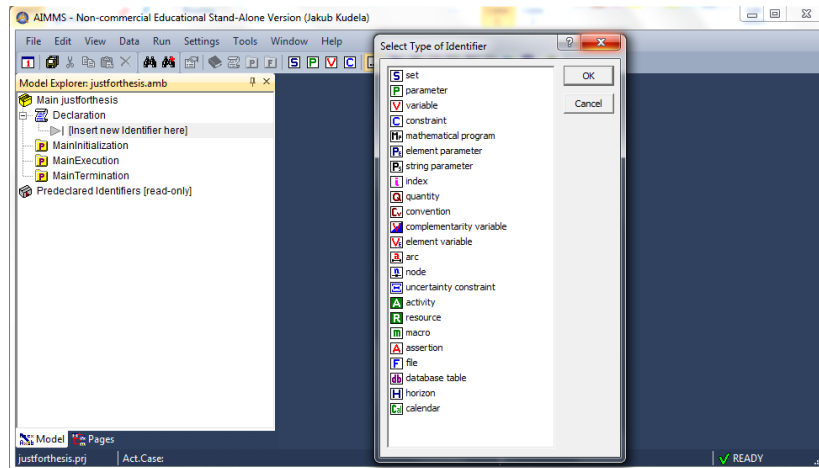 AIMMS - Non-commercial Educational Stand-Alone Version (Jakub Kudela)
File Edit View Data Run Settings Tools Window Help
S P V C
Model Explorer: justforthesis.amb
Main justforthesis
Declaration
[Insert new Identifier here]
MainInitialization
MainExecution
MainTermination
Predeclared Identifiers [read-only]
Select Type of Identifier
S set
P parameter
V variable
C constraint
mathematical program
element parameter
string parameter
i index
Q quantity
Cv convention
complementarity variable
element variable
a arc
n node
uncertainty constraint
A activity
R resource
m macro
A assertion
F file
db database table
H horizon
Cal calendar
OK
Cancel
Model Pages
justforthesis.prj Act.Case:
READY